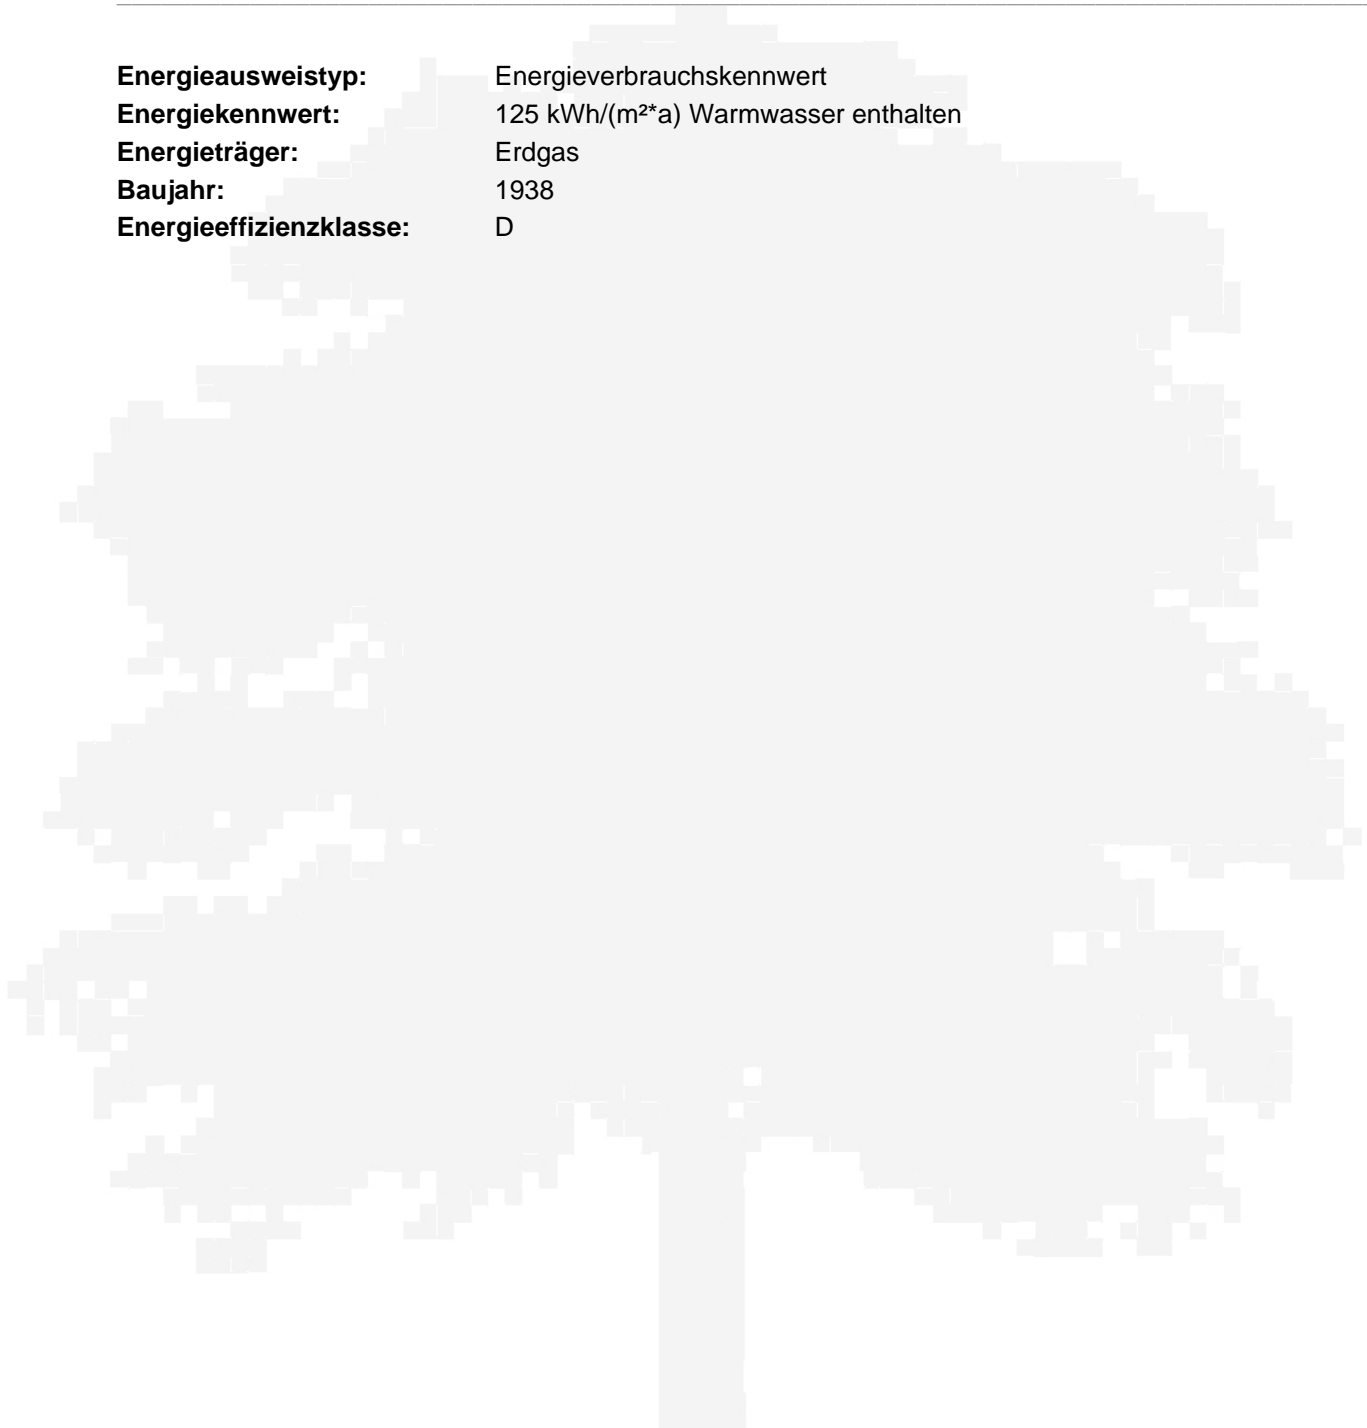 Energieausweistyp: Energieverbrauchskennwert
Energiekennwert: 125 kWh/(m²*a) Warmwasser enthalten
Energieträger: Erdgas
Baujahr: 1938
Energieeffizienzklasse: D